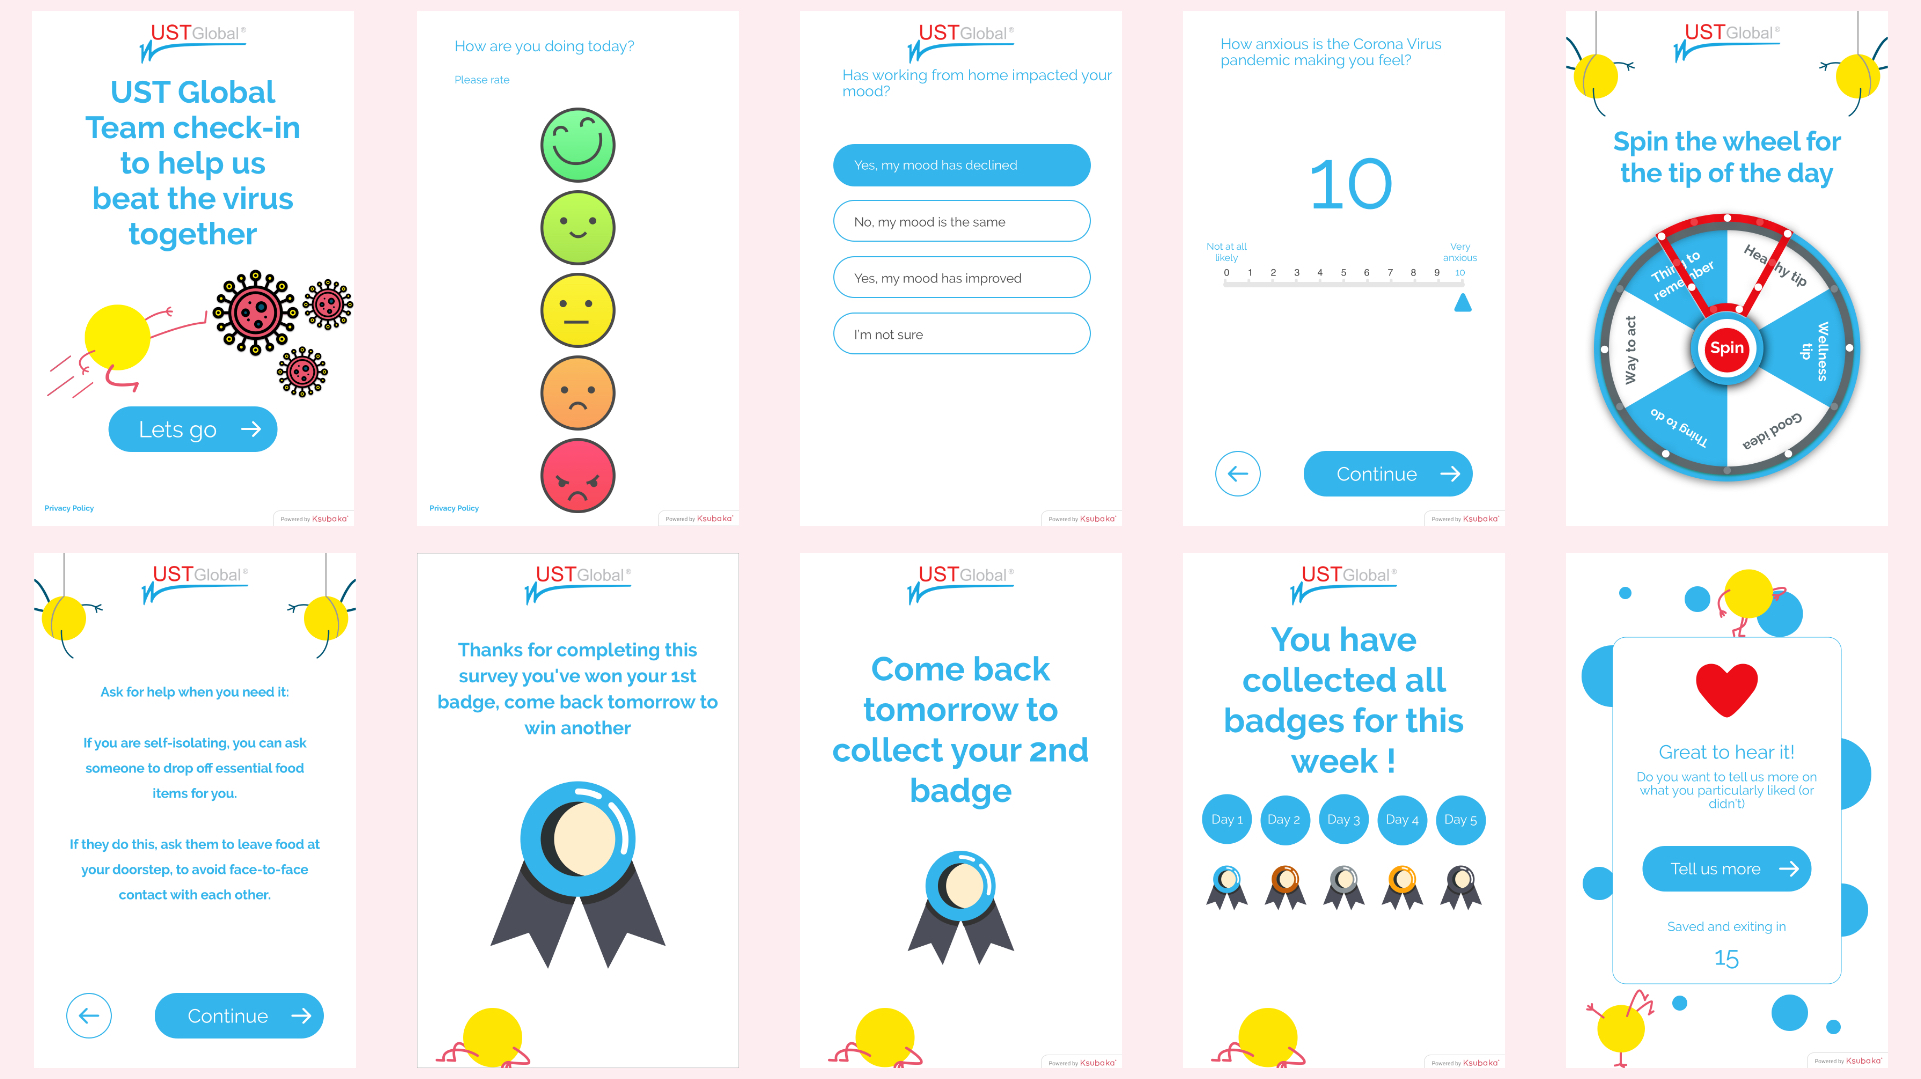 USTGlobal®
UST Global
Team check-in
to help us
beat the virus
together
Lets go
Privacy Policy
Powered by Ksubaka
How are you doing today?
Please rate
Privacy Policy
Powered by Ksubaka
USTGlobal®
Has working from home impacted your
mood?
Yes, my mood has declined
No, my mood is the same
Yes, my mood has improved
I'm not sure
Powered by Ksubaka
How anxious is the Corona Virus
pandemic making you feel?
10
Not at all
likely
Very
anxious
0 1 2 3 4 5 6 7 8 9 10
Continue
Powered by Ksubaka
USTGlobal®
Spin the wheel for
the tip of the day
Thing to
remember
Healthy tip
Wellness
tip
Good idea
Thing to do
Way to act
Spin
USTGlobal®
Ask for help when you need it:
If you are self-isolating, you can ask
someone to drop off essential food
items for you.
If they do this, ask them to leave food at
your doorstep, to avoid face-to-face
contact with each other.
Continue
USTGlobal®
Thanks for completing this
survey you've won your 1st
badge, come back tomorrow to
win another
USTGlobal®
Come back
tomorrow to
collect your 2nd
badge
Powered by Ksubaka
USTGlobal®
You have
collected all
badges for this
week !
Day 1 Day 2 Day 3 Day 4 Day 5
Powered by Ksubaka
Great to hear it!
Do you want to tell us more on
what you particularly liked (or
didn't)
Tell us more
Saved and exiting in
15
Powered by Ksubaka